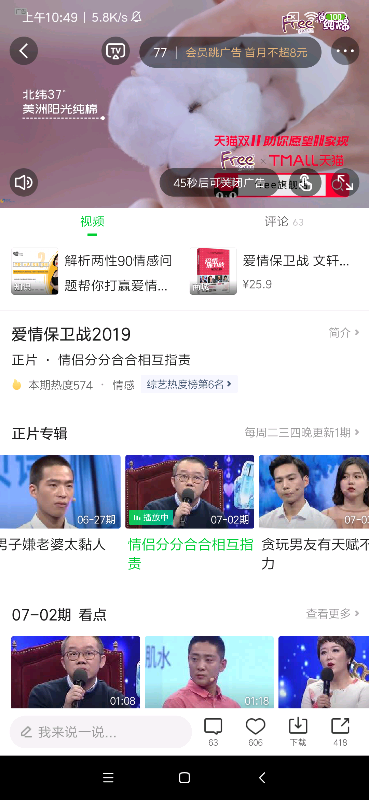 上午10:49 | 5.8K/s
Free
纯棉
TV
77 | 会员跳广告 首月不超8元
北纬37°
美洲阳光纯棉
天猫双11 助你愿望11实现
Free × TMALL天猫
45秒后可关闭广告
视频
评论 63
解析两性90情感问
题帮你打赢爱情...
爱情保卫战 文轩...
¥25.9
爱情保卫战2019
简介
正片 · 情侣分分合合相互指责
本期热度574 · 情感 综艺热度榜第6名
正片专辑
每周二三四晚更新1期
06-27期
播放中
07-02期
07-0
男子嫌老婆太黏人
情侣分分合合相互指
责
贪玩男友有天赋不
力
07-02期 看点
查看更多
肌水
01:08
01:18
我来说一说...
63
606
下载
418